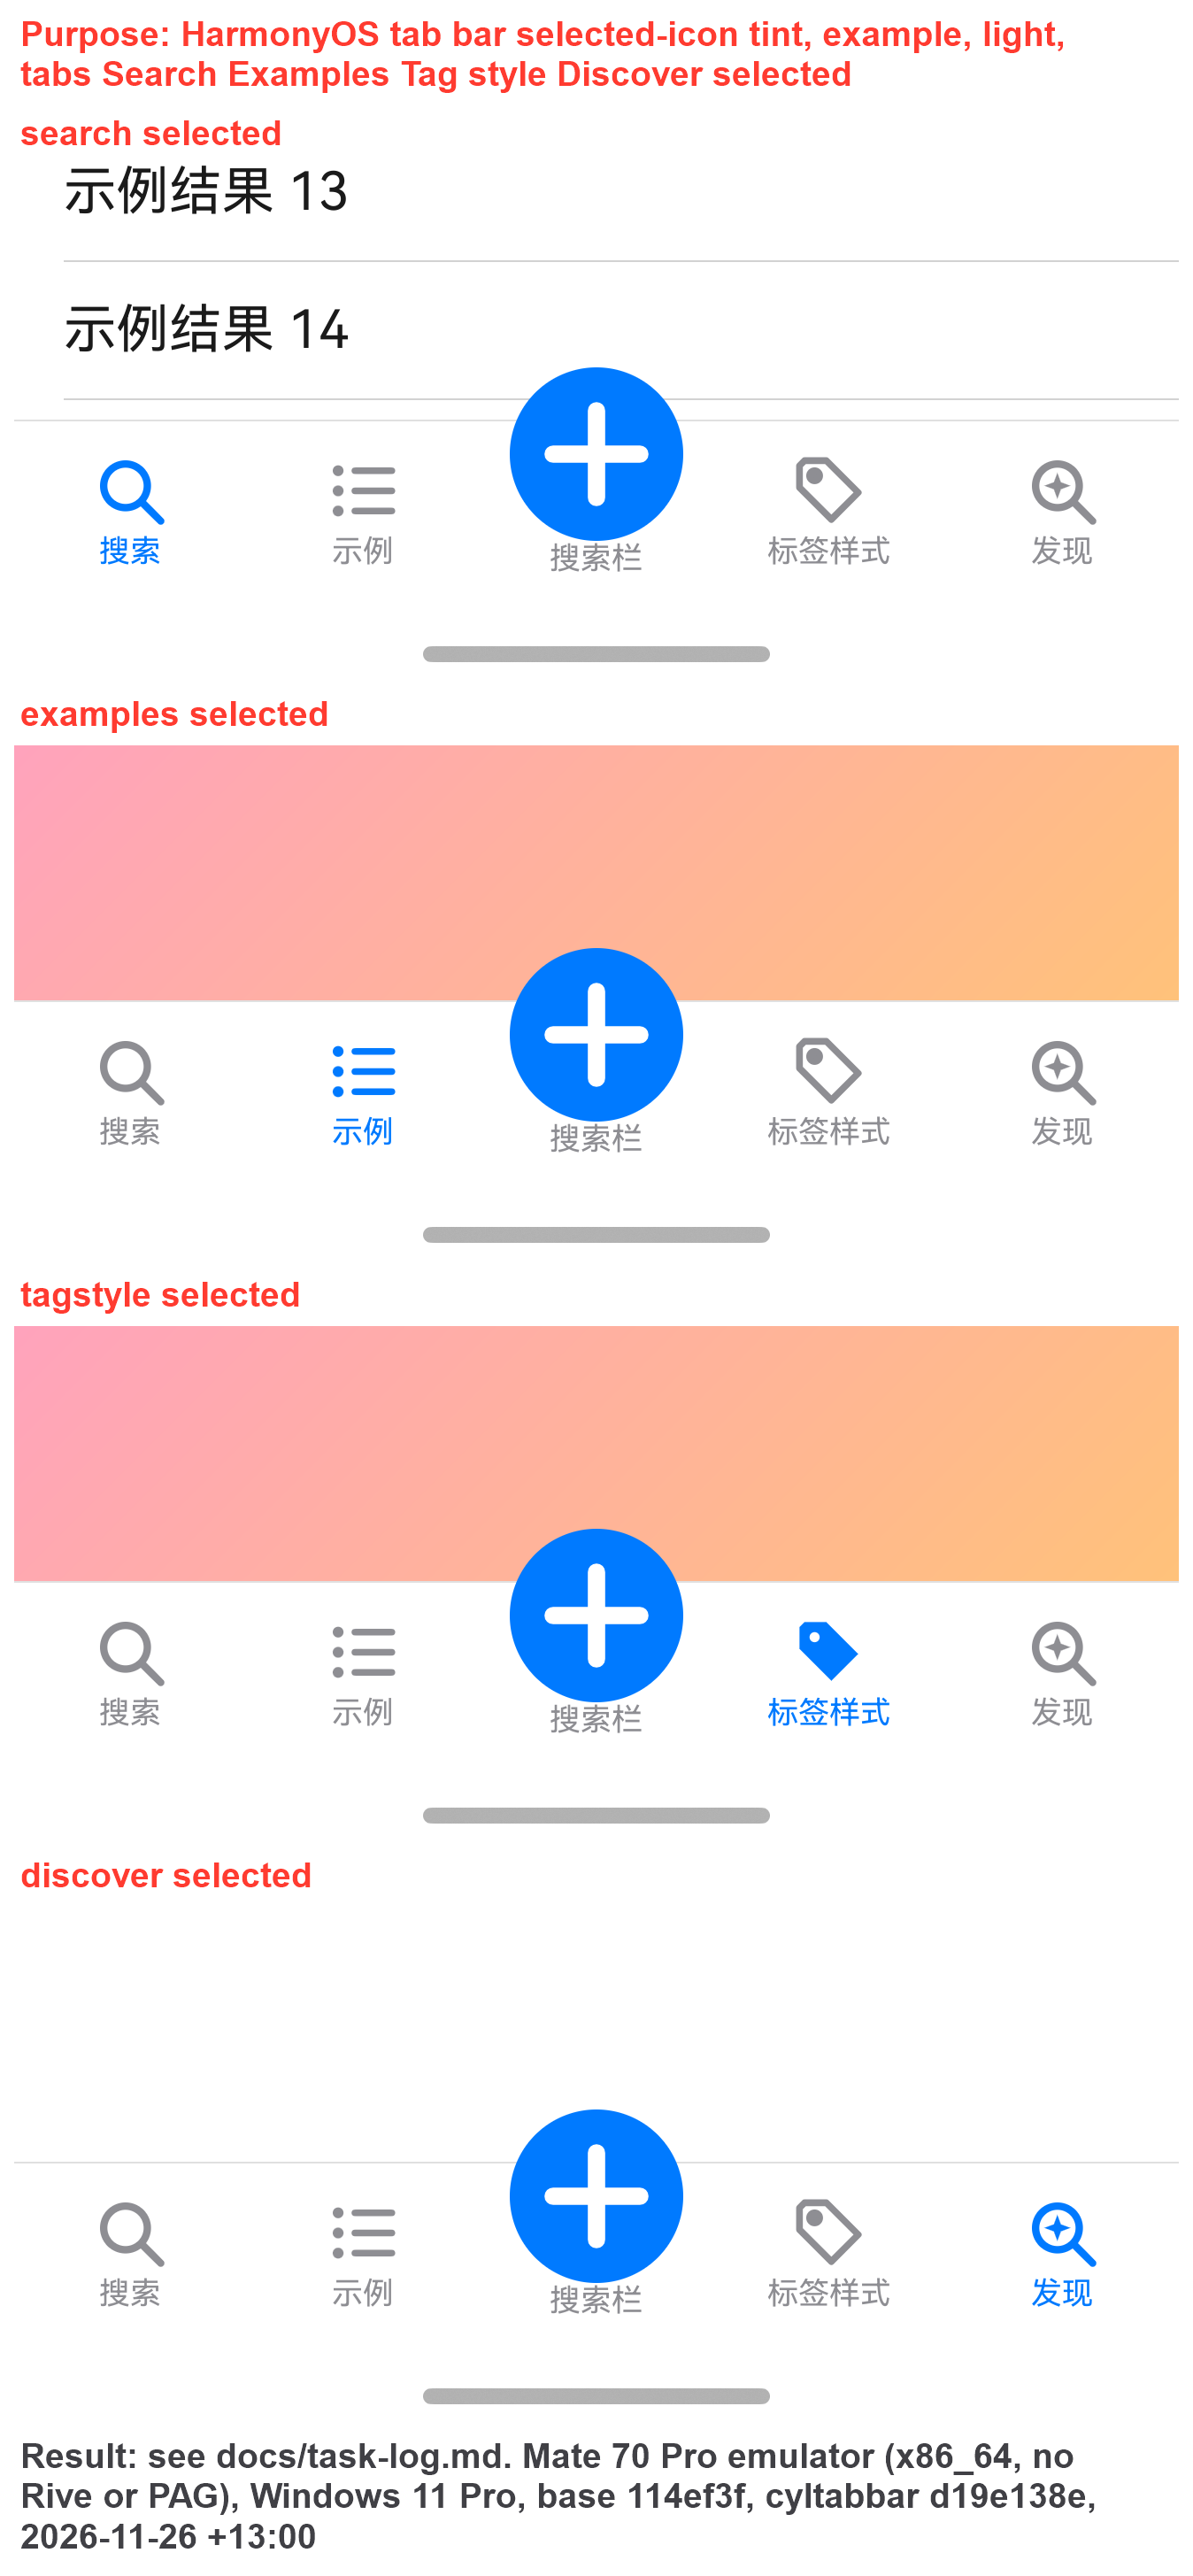 Purpose: HarmonyOS tab bar selected-icon tint, example, light,
tabs Search Examples Tag style Discover selected
search selected
示例结果 13
示例结果 14
搜索 示例 搜索栏 标签样式 发现
examples selected
搜索 示例 搜索栏 标签样式 发现
tagstyle selected
搜索 示例 搜索栏 标签样式 发现
discover selected
搜索 示例 搜索栏 标签样式 发现
Result: see docs/task-log.md. Mate 70 Pro emulator (x86_64, no
Rive or PAG), Windows 11 Pro, base 114ef3f, cyltabbar d19e138e,
2026-11-26 +13:00